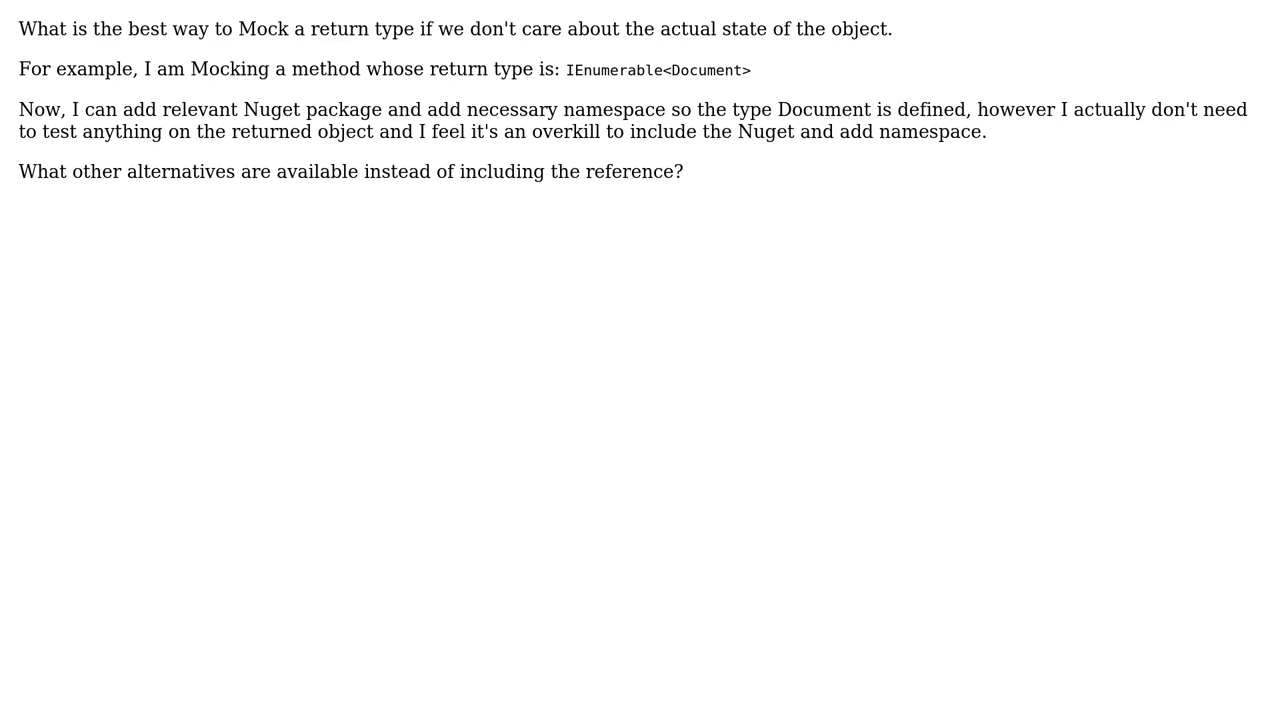 What is the best way to Mock a return type if we don't care about the actual state of the object.
For example, I am Mocking a method whose return type is: IEnumerable<Document>
Now, I can add relevant Nuget package and add necessary namespace so the type Document is defined, however I actually don't need
to test anything on the returned object and I feel it's an overkill to include the Nuget and add namespace.
What other alternatives are available instead of including the reference?